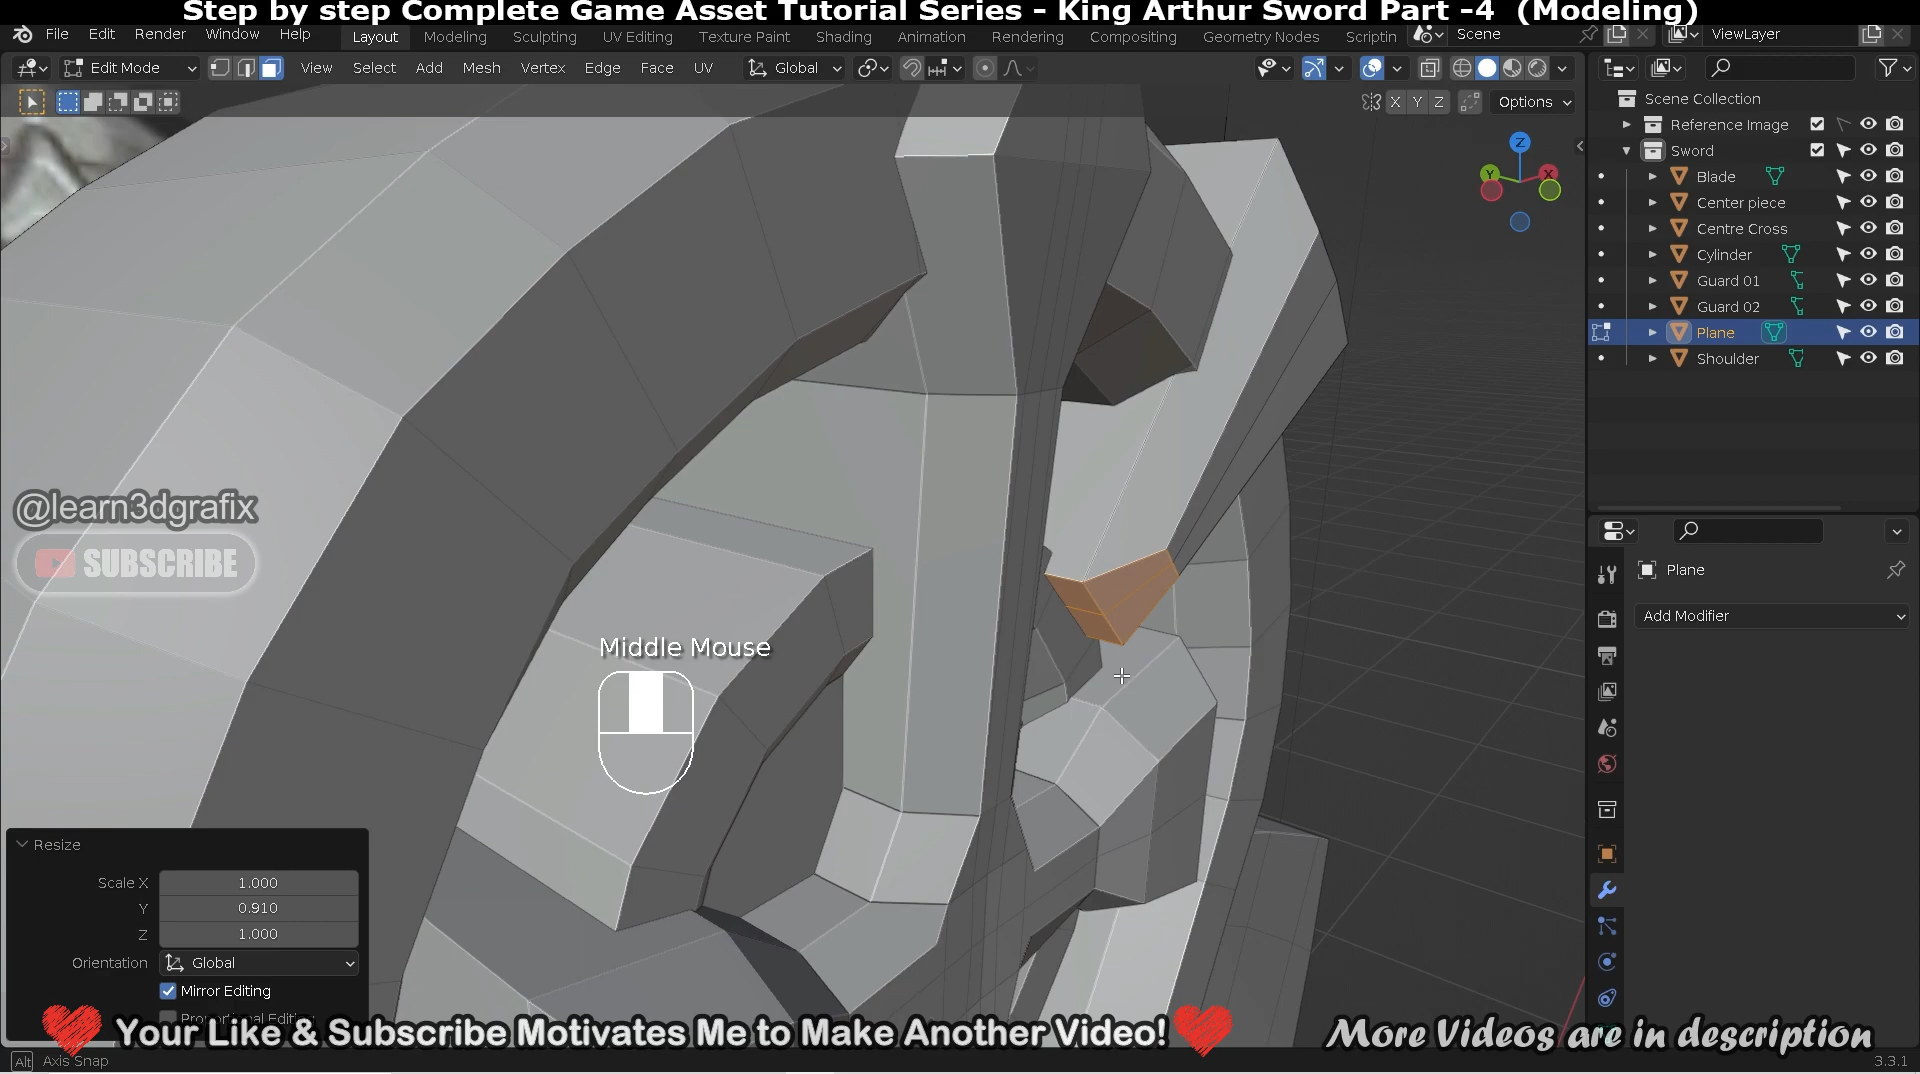 Step by step Complete Game Asset Tutorial Series - King Arthur Sword Part -4 (Modeling)
File Edit Render Window Help Layout Modeling Sculpting UV Editing Texture Paint Shading Animation Rendering Compositing Geometry Nodes Scriptin Scene ViewLayer
Edit Mode View Select Add Mesh Vertex Edge Face UV Global
X Y Z Options
Scene Collection
Reference Image
Sword
Blade
Center piece
Centre Cross
Cylinder
Guard 01
Guard 02
Plane
Shoulder
Z
Y
X
@learn3dgrafix
SUBSCRIBE
Middle Mouse
Plane
Add Modifier
Resize
Scale X 1.000
Y 0.910
Z 1.000
Orientation Global
Mirror Editing
Proportional Editin
Your Like & Subscribe Motivates Me to Make Another Video!
More Videos are in description
Alt Axis Snap
3.3.1